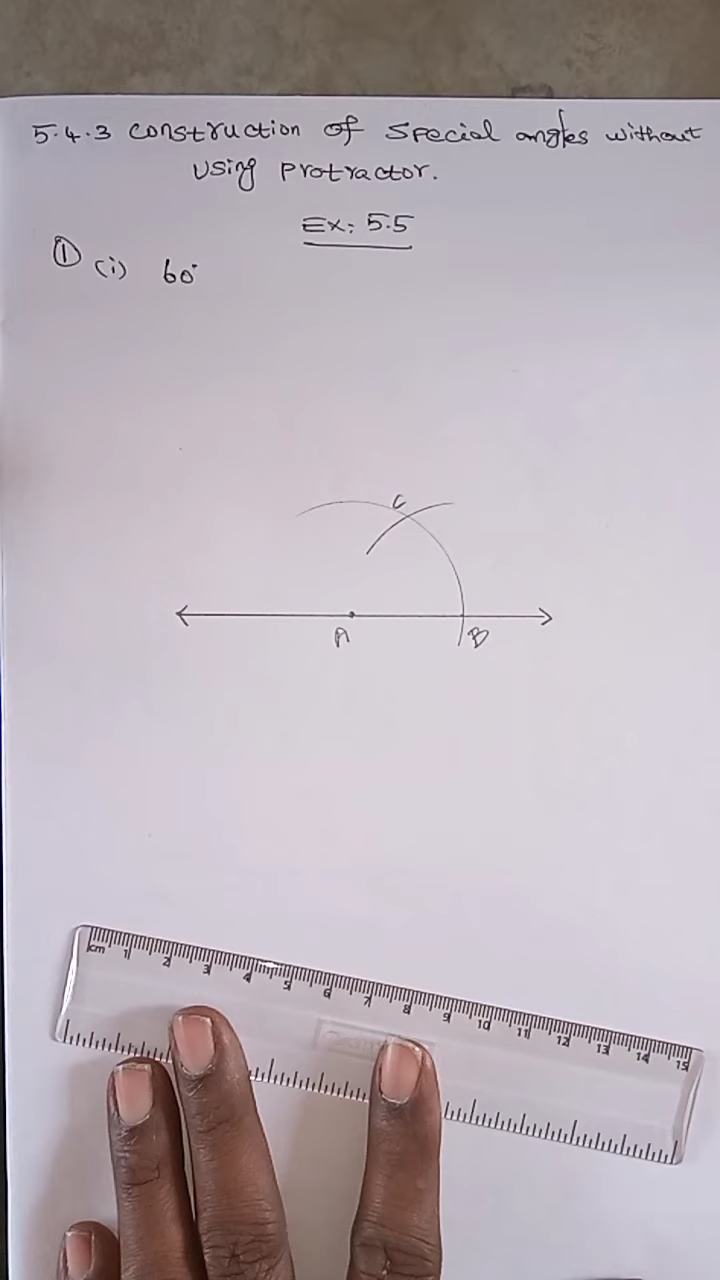 5.4.3 construction of special angles without
using protractor.
Ex: 5.5
① (i) 60°
C
A B
cm 1 2 3 4 5 6 7 8 9 10 11 12 13 14 15